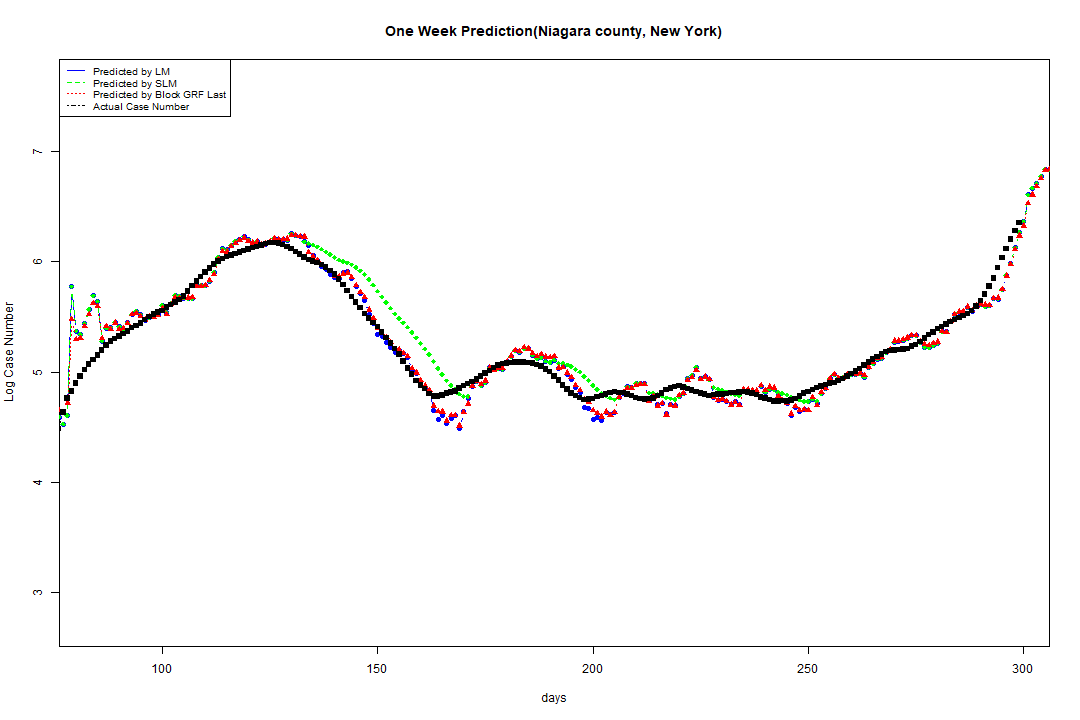 One Week Prediction(Niagara county, New York)
Predicted by LM
Predicted by SLM
Predicted by Block GRF Last
Actual Case Number
7
6
5
4
3
Log Case Number
100 150 200 250 300
days